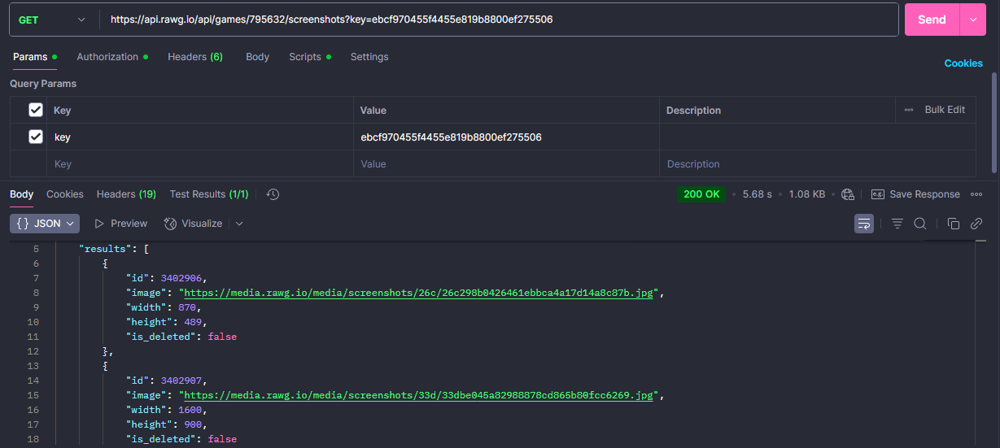 GET https://api.rawg.io/api/games/795632/screenshots?key=ebcf970455f4455e819b8800ef275506 Send
Params Authorization Headers (6) Body Scripts Settings
Cookies
Query Params
Key Value Description Bulk Edit
key ebcf970455f4455e819b8800ef275506
Key Value Description
Body Cookies Headers (19) Test Results (1/1) 200 OK 5.68 s 1.08 KB e.g. Save Response
{ } JSON Preview Visualize
5 "results": [
6 {
7 "id": 3402906,
8 "image": "https://media.rawg.io/media/screenshots/26c/26c298b0426461ebbca4a17d14a8c87b.jpg",
9 "width": 870,
10 "height": 489,
11 "is_deleted": false
12 },
13 {
14 "id": 3402907,
15 "image": "https://media.rawg.io/media/screenshots/33d/33dbe045a82988878cd865b80fcc6269.jpg",
16 "width": 1600,
17 "height": 900,
18 "is_deleted": false